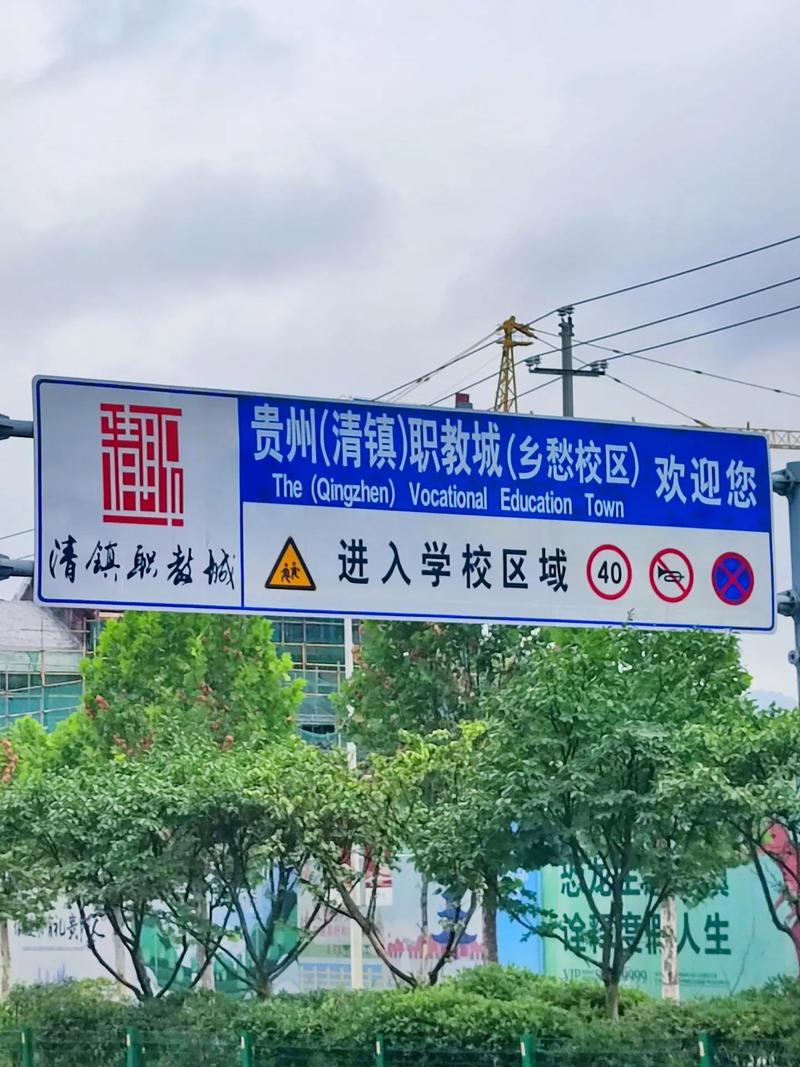 贵州(清镇)职教城(乡愁校区) 欢迎您
The (Qingzhen) Vocational Education Town
清职
清镇职教城
进入学校区域 40
人生